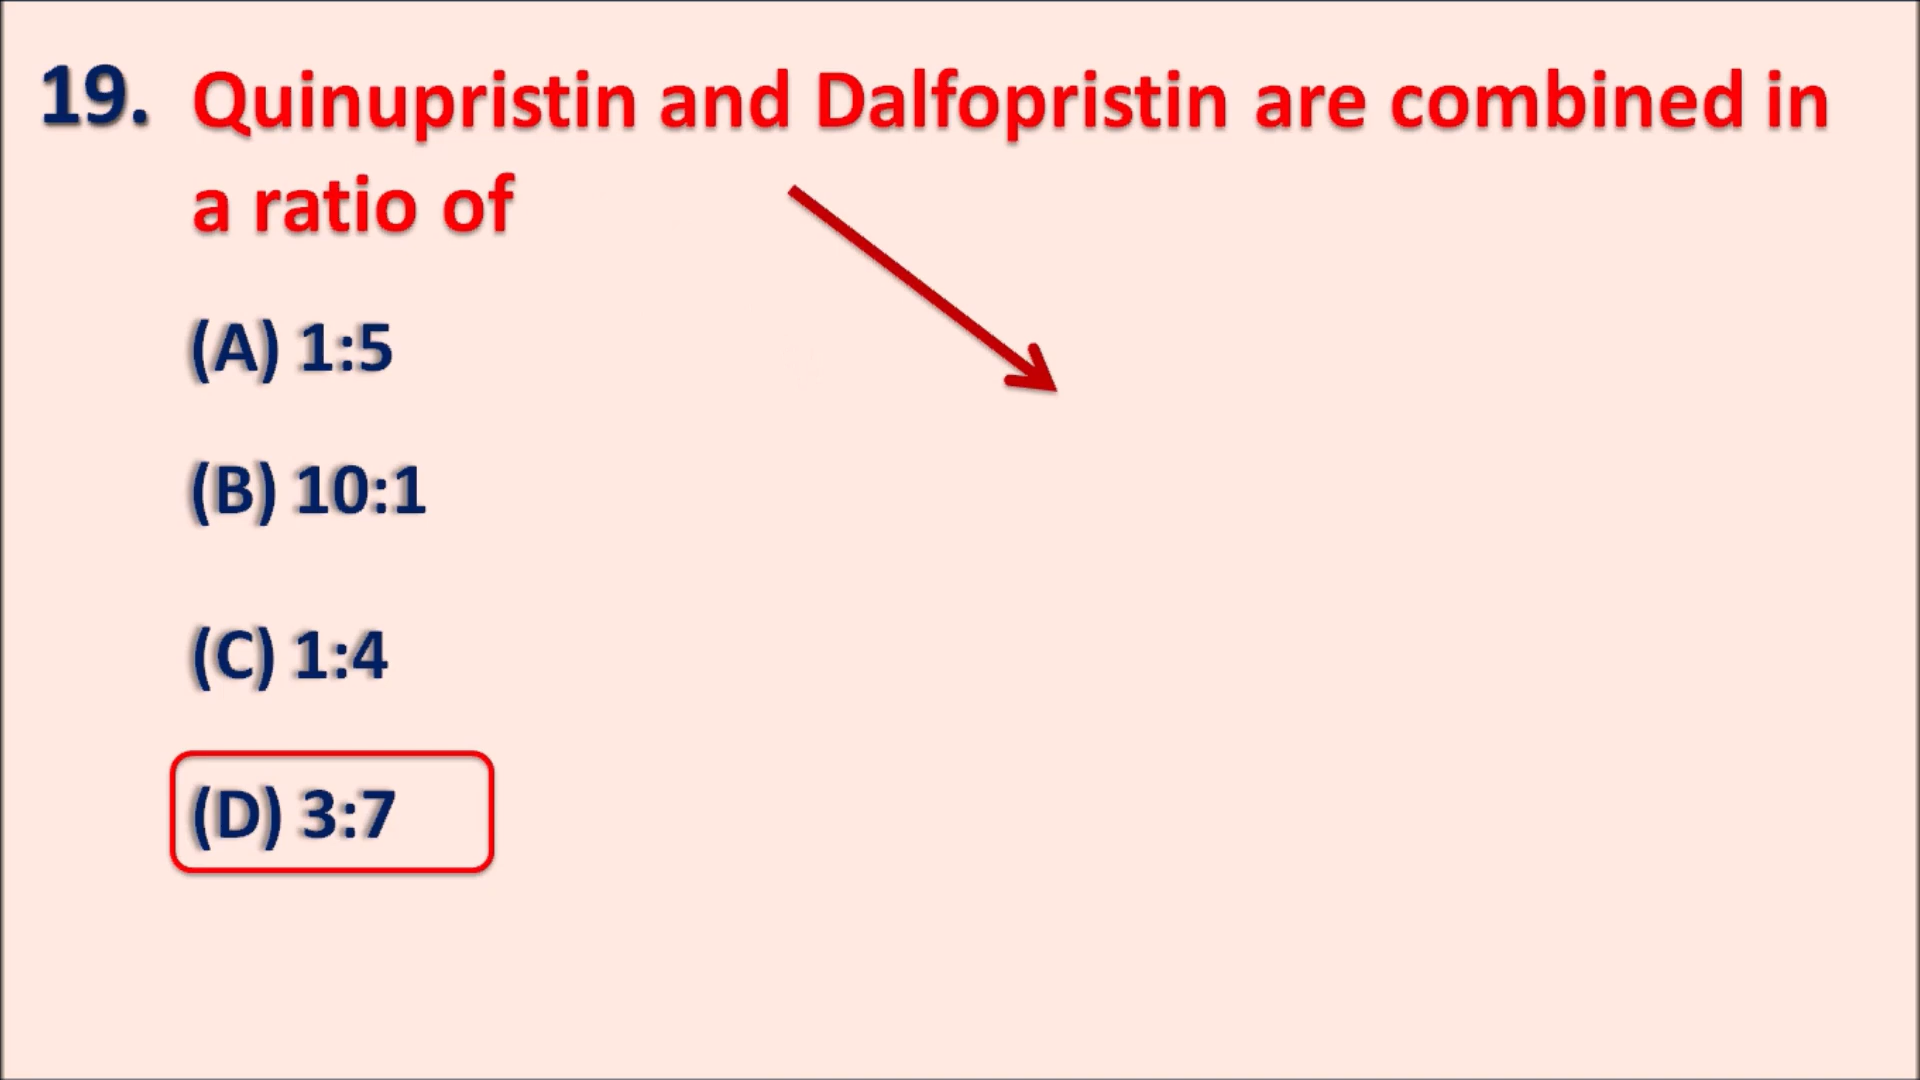 19. Quinupristin and Dalfopristin are combined in
a ratio of
(A) 1:5
(B) 10:1
(C) 1:4
(D) 3:7